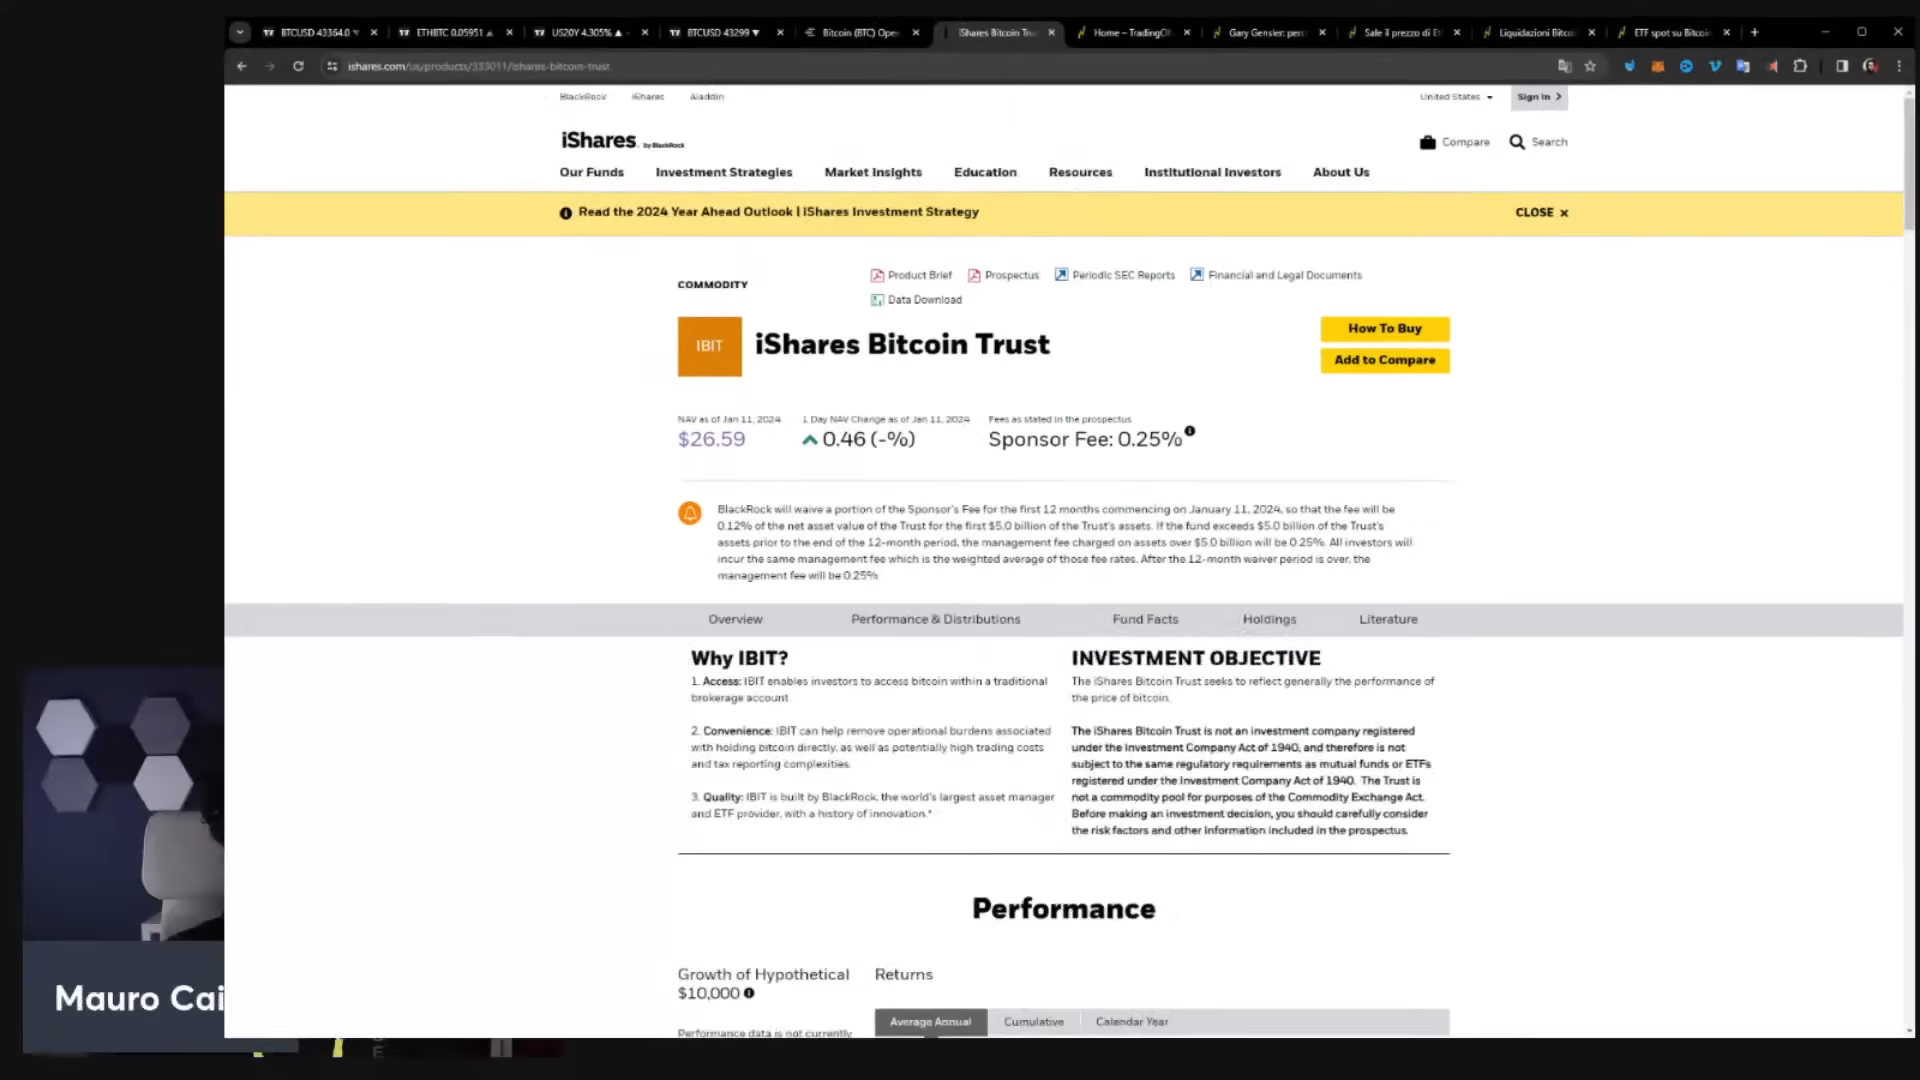 BTCUSD 43364.0
ETHBTC 0.05951
US20Y 4.305%
BTCUSD 43299
Bitcoin (BTC) Ope
iShares Bitcoin Tru
Home – TradingO
Gary Gensler: per
Sale il prezzo di Et
Liquidazioni Bitco
ETF spot su Bitcoi
ishares.com/us/products/333011/ishares-bitcoin-trust
BlackRock iShares Aladdin
United States Sign In
iShares. by BlackRock
Compare Search
Our Funds Investment Strategies Market Insights Education Resources Institutional Investors About Us
Read the 2024 Year Ahead Outlook | iShares Investment Strategy
CLOSE ×
COMMODITY
Product Brief Prospectus Periodic SEC Reports Financial and Legal Documents
Data Download
IBIT
iShares Bitcoin Trust
How To Buy
Add to Compare
NAV as of Jan 11, 2024
$26.59
1 Day NAV Change as of Jan 11, 2024
0.46 (-%)
Fees as stated in the prospectus
Sponsor Fee: 0.25%
BlackRock will waive a portion of the Sponsor's Fee for the first 12 months commencing on January 11, 2024, so that the fee will be
0.12% of the net asset value of the Trust for the first $5.0 billion of the Trust's assets. If the fund exceeds $5.0 billion of the Trust's
assets prior to the end of the 12-month period, the management fee charged on assets over $5.0 billion will be 0.25%. All investors will
incur the same management fee which is the weighted average of those fee rates. After the 12-month waiver period is over, the
management fee will be 0.25%.
Overview Performance & Distributions Fund Facts Holdings Literature
Why IBIT?
1. Access: IBIT enables investors to access bitcoin within a traditional
brokerage account.
2. Convenience: IBIT can help remove operational burdens associated
with holding bitcoin directly, as well as potentially high trading costs
and tax reporting complexities.
3. Quality: IBIT is built by BlackRock, the world's largest asset manager
and ETF provider, with a history of innovation.*
INVESTMENT OBJECTIVE
The iShares Bitcoin Trust seeks to reflect generally the performance of
the price of bitcoin.
The iShares Bitcoin Trust is not an investment company registered
under the Investment Company Act of 1940, and therefore is not
subject to the same regulatory requirements as mutual funds or ETFs
registered under the Investment Company Act of 1940. The Trust is
not a commodity pool for purposes of the Commodity Exchange Act.
Before making an investment decision, you should carefully consider
the risk factors and other information included in the prospectus.
Performance
Growth of Hypothetical
$10,000
Performance data is not currently
Returns
Average Annual Cumulative Calendar Year
Mauro Cai